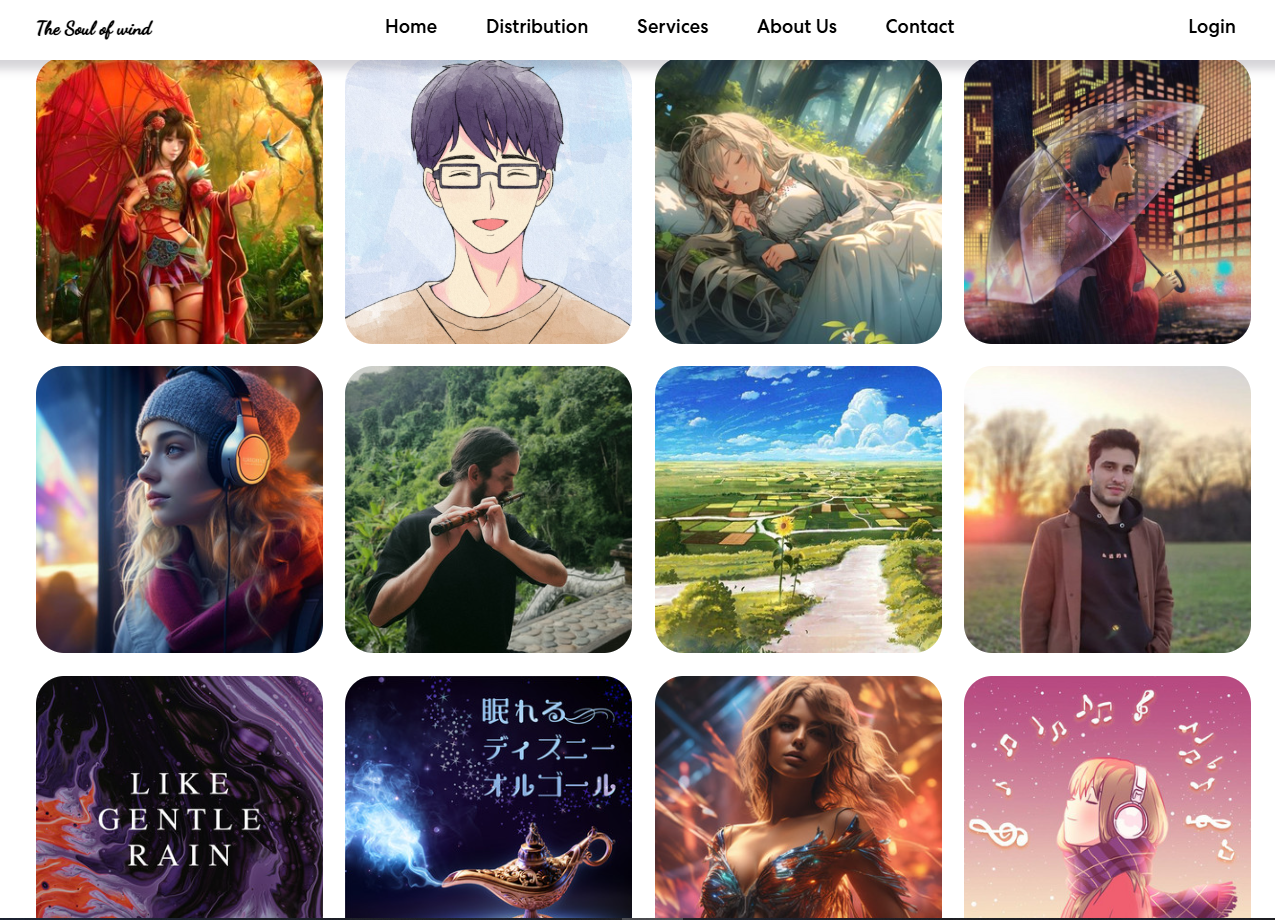 The Soul of wind
Home
Distribution
Services
About Us
Contact
Login
LIKE
GENTLE
RAIN
眠れる
ディズニー
オルゴール